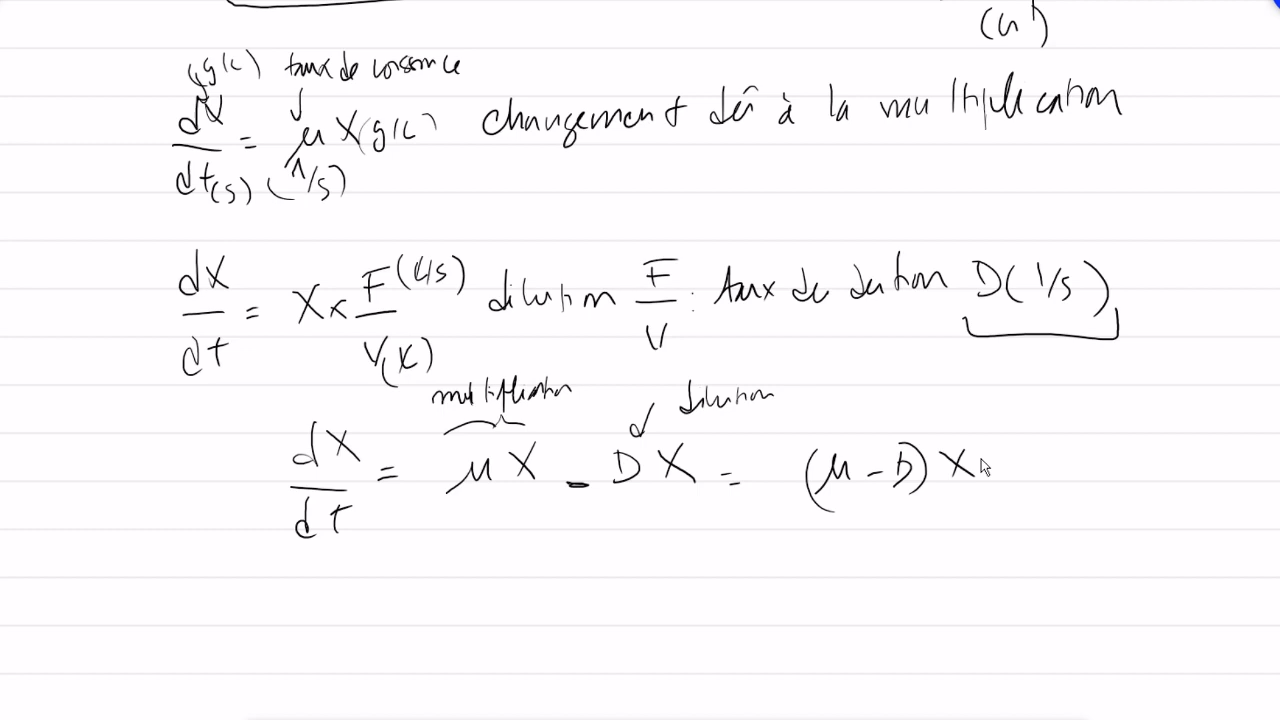 (h⁻¹)
(g/L) taux de croissance
dX/dt (s) = μ (1/s) X (g/L) changement dû à la multiplication
dX/dt = X × F (L/s) / V (L) dilution F/V : taux de dilution D (1/s)
multiplication dilution
dX/dt = μX - DX = (μ - D) X